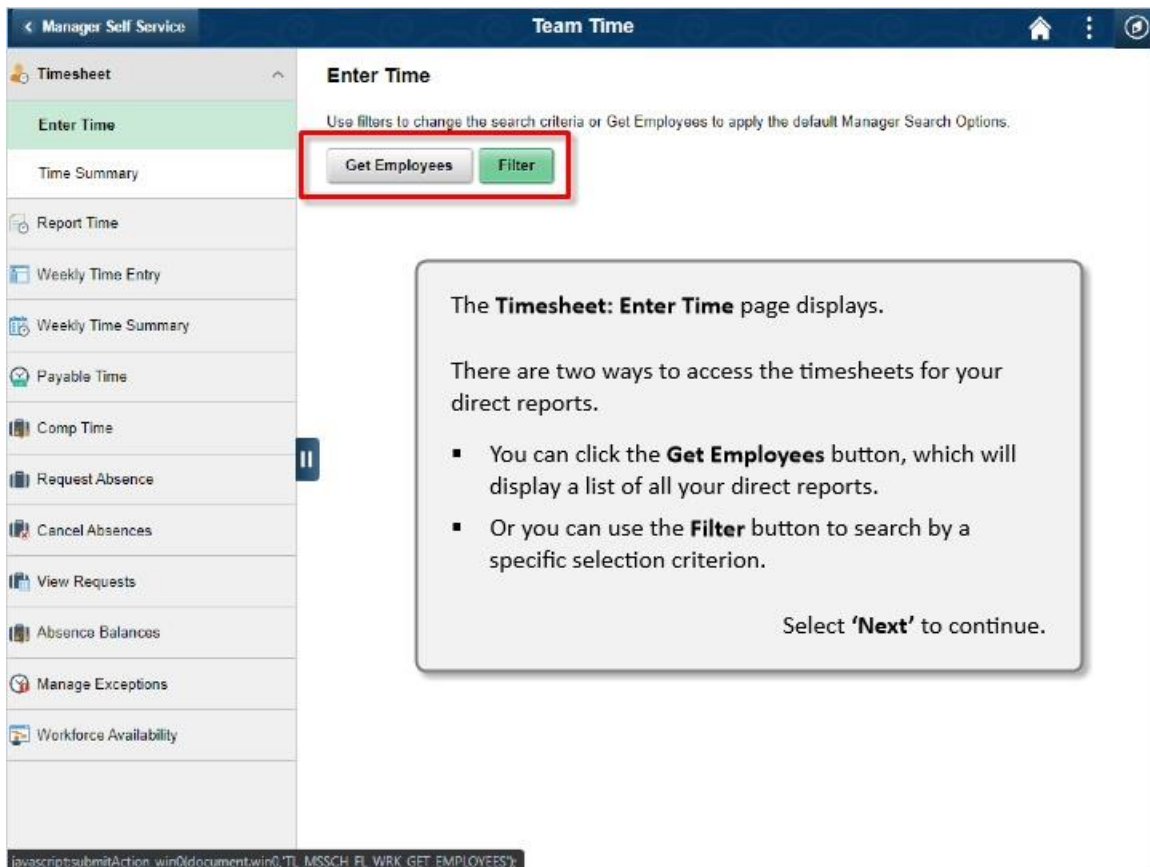 < Manager Self Service
Team Time
Timesheet
Enter Time
Time Summary
Report Time
Weekly Time Entry
Weekly Time Summary
Payable Time
Comp Time
Request Absence
Cancel Absences
View Requests
Absence Balances
Manage Exceptions
Workforce Availability
Enter Time
Use filters to change the search criteria or Get Employees to apply the default Manager Search Options.
Get Employees
Filter
The Timesheet: Enter Time page displays.
There are two ways to access the timesheets for your
direct reports.
▪ You can click the Get Employees button, which will
display a list of all your direct reports.
▪ Or you can use the Filter button to search by a
specific selection criterion.
Select ‘Next’ to continue.
javascript:submitAction_win0(document.win0,'TL_MSSCH_FL_WRK_GET_EMPLOYEES');